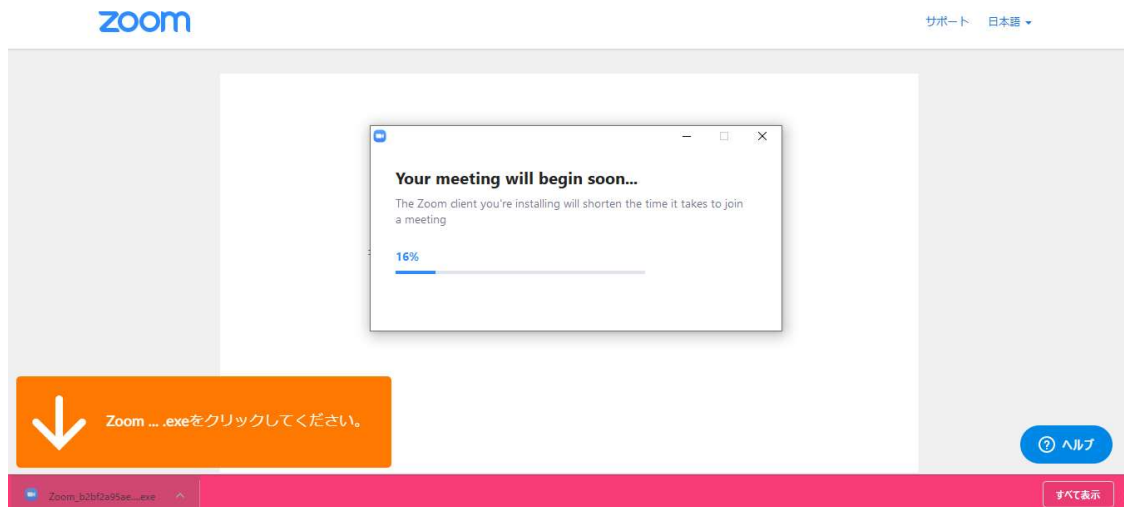 zoom
サポート 日本語
Your meeting will begin soon...
The Zoom client you're installing will shorten the time it takes to join
a meeting
16%
Zoom ... .exeをクリックしてください。
ヘルプ
Zoom_b2bf2a95ae....exe
すべて表示